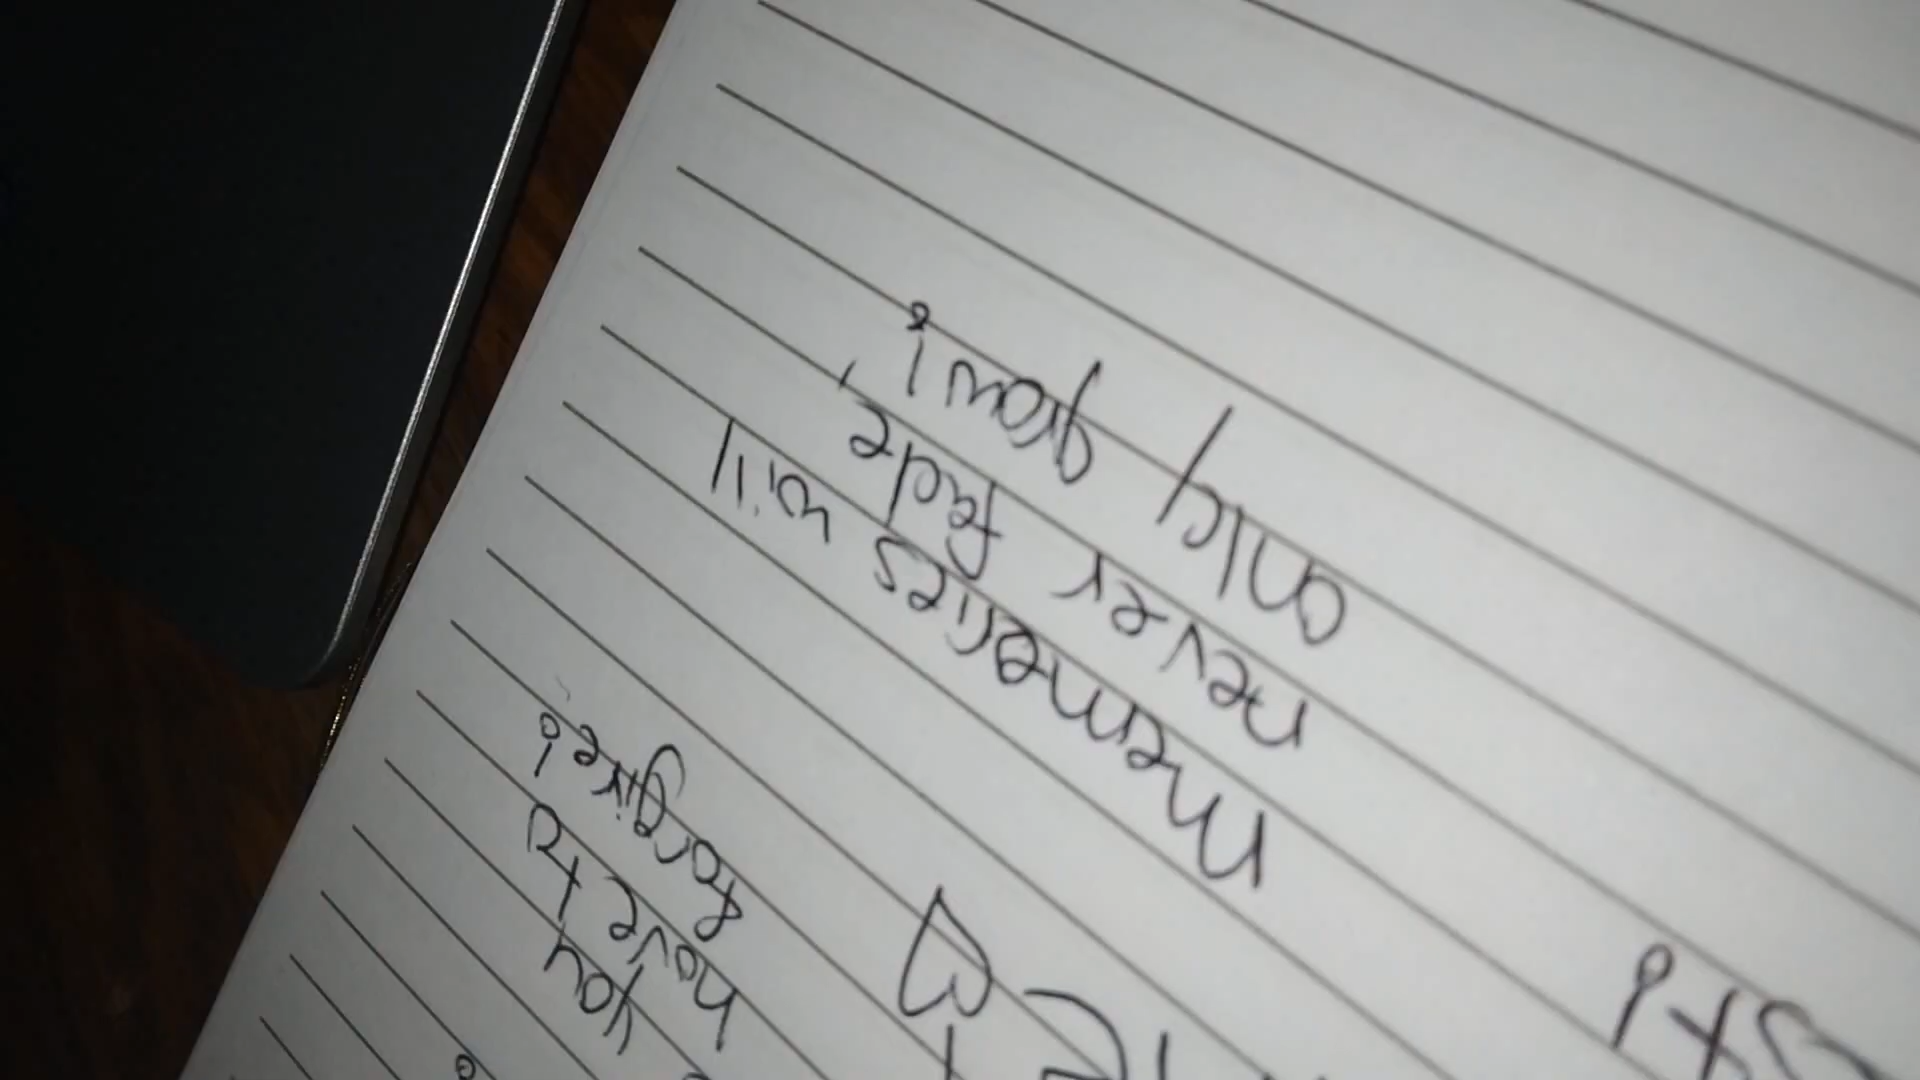 You
have to
forgive!
Memories will
never fade,
only grow!